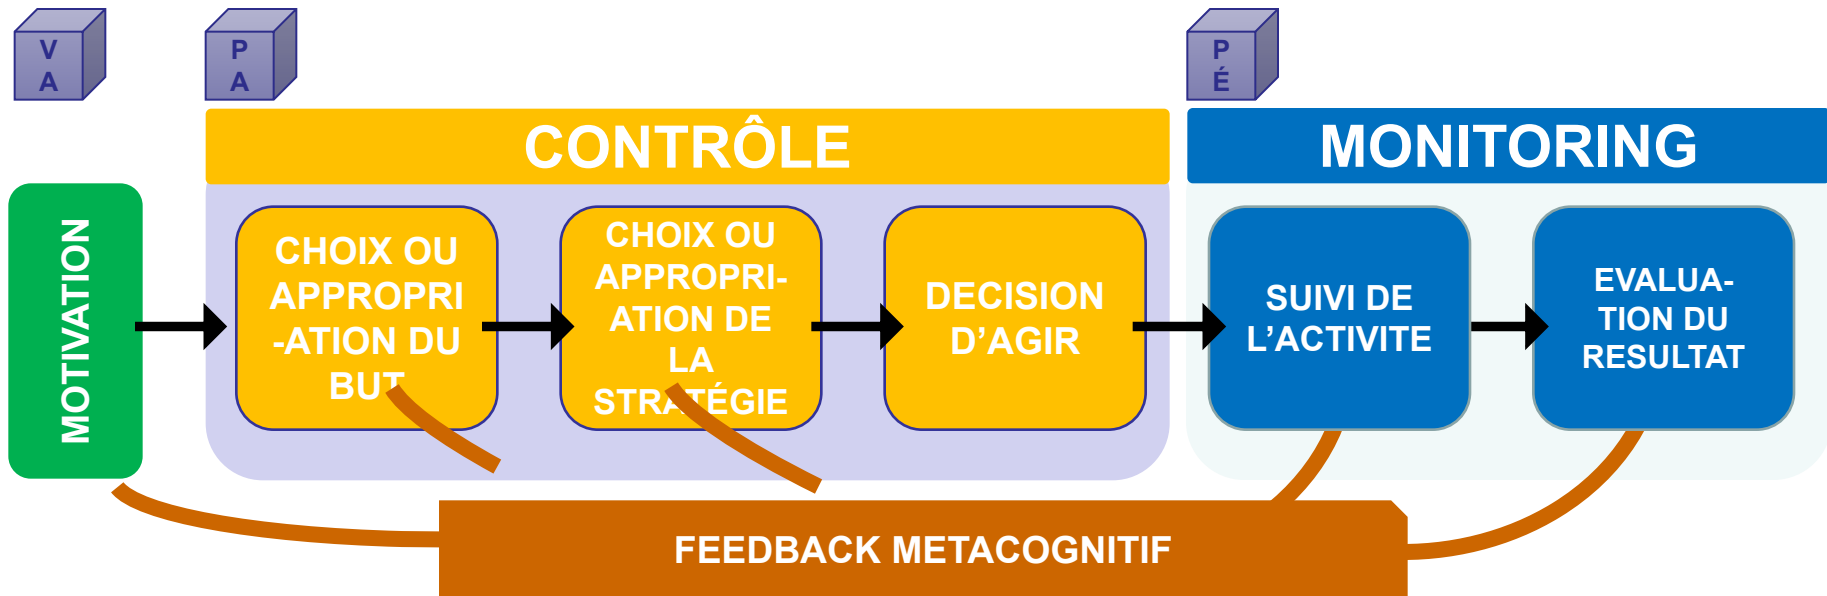 V
A
P
A
P
É
CONTRÔLE
MONITORING
MOTIVATION
CHOIX OU
APPROPRI
-ATION DU
BUT
CHOIX OU
APPROPRI-
ATION DE
LA
STRATÉGIE
DECISION
D’AGIR
SUIVI DE
L’ACTIVITE
EVALUA-
TION DU
RESULTAT
FEEDBACK METACOGNITIF